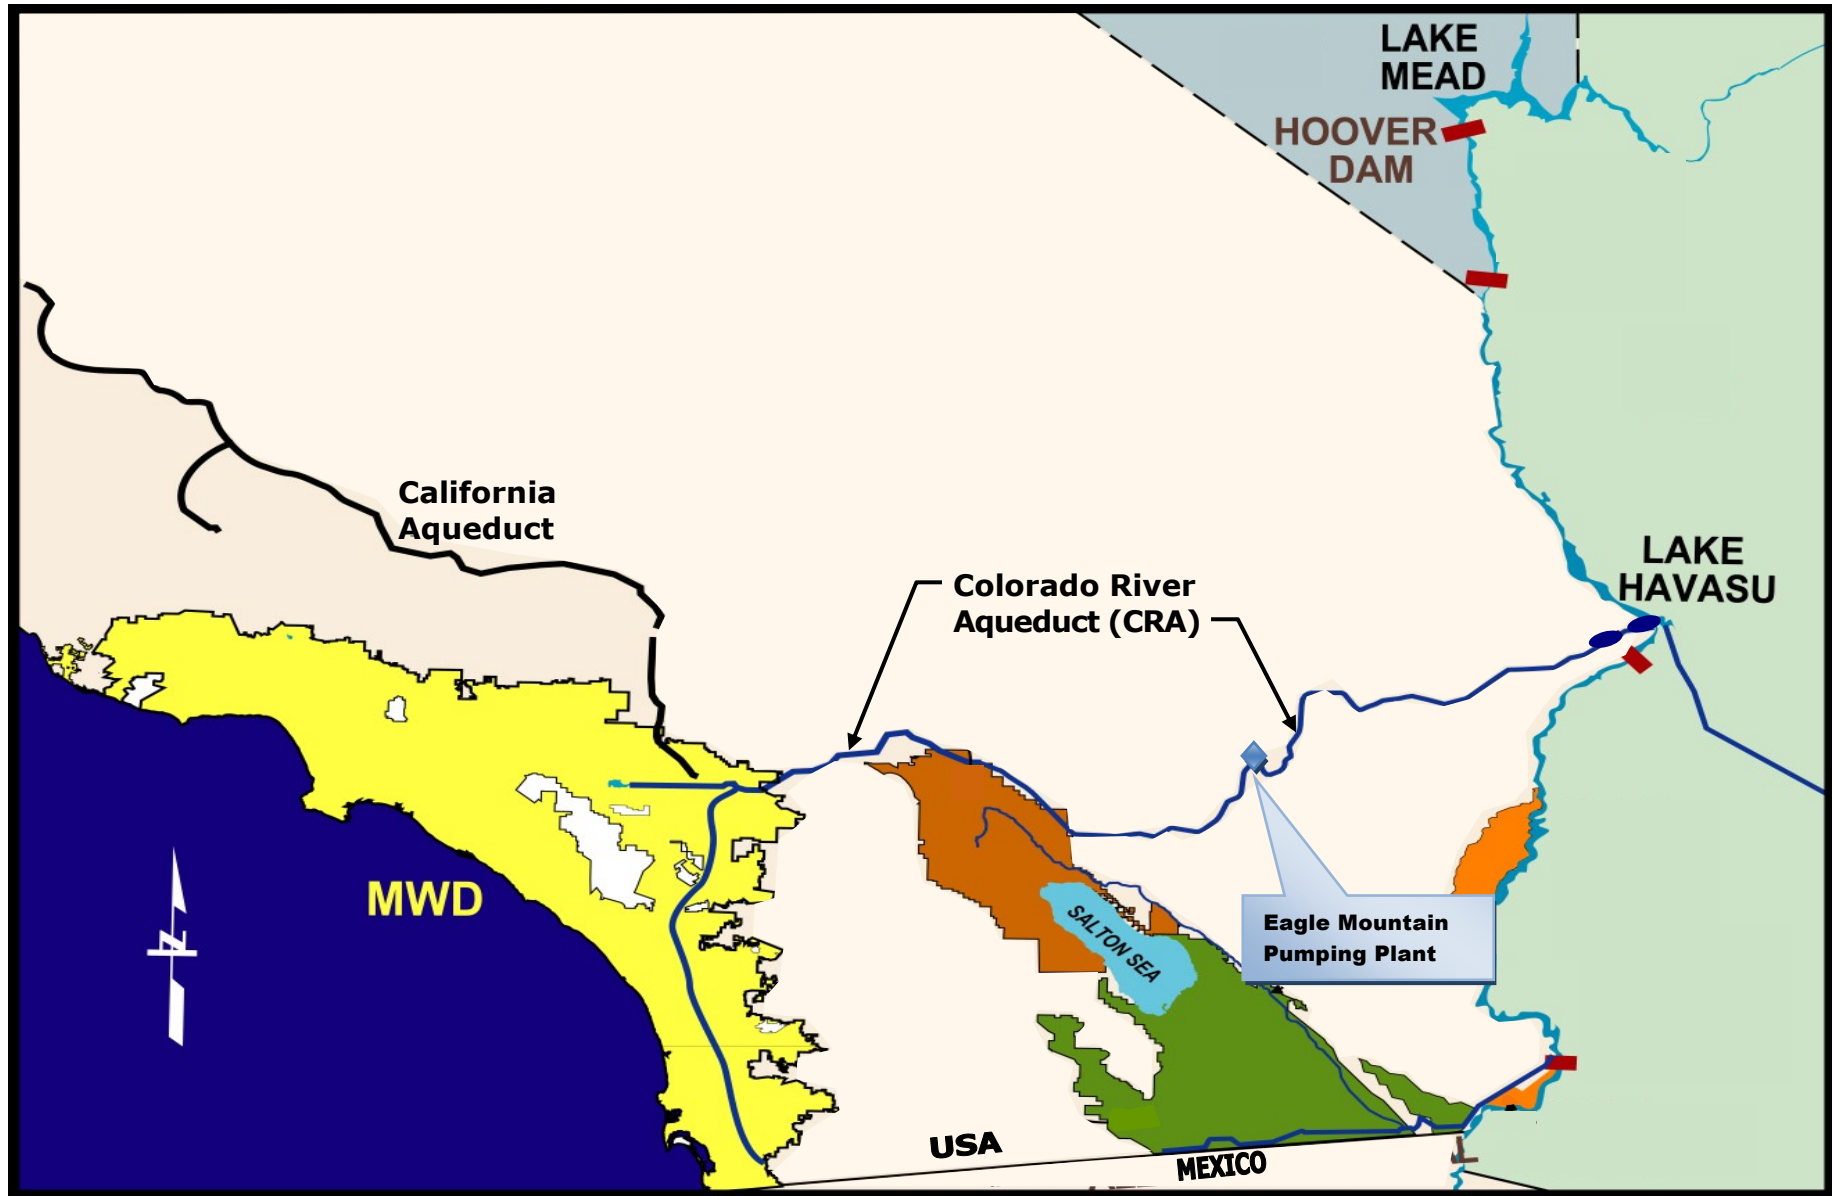 LAKE
MEAD
HOOVER
DAM
California
Aqueduct
LAKE
HAVASU
Colorado River
Aqueduct (CRA)
MWD
SALTON SEA
Eagle Mountain
Pumping Plant
N
USA
MEXICO